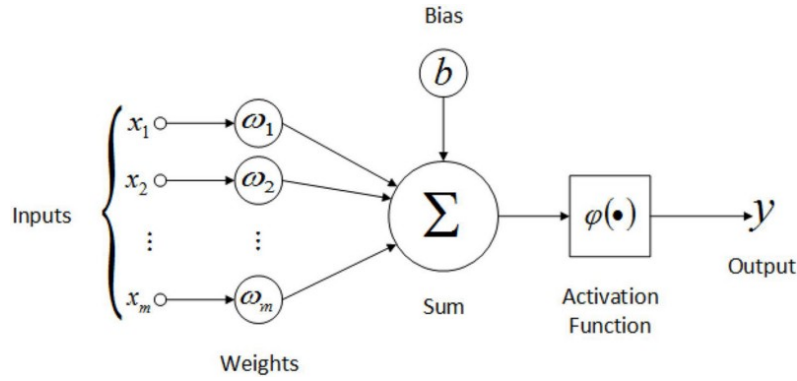 Bias
b
x₁ ω₁
x₂ ω₂
Inputs
⋮ ⋮
Σ
φ(•)
y
xₘ ωₘ
Sum
Activation
Function
Output
Weights